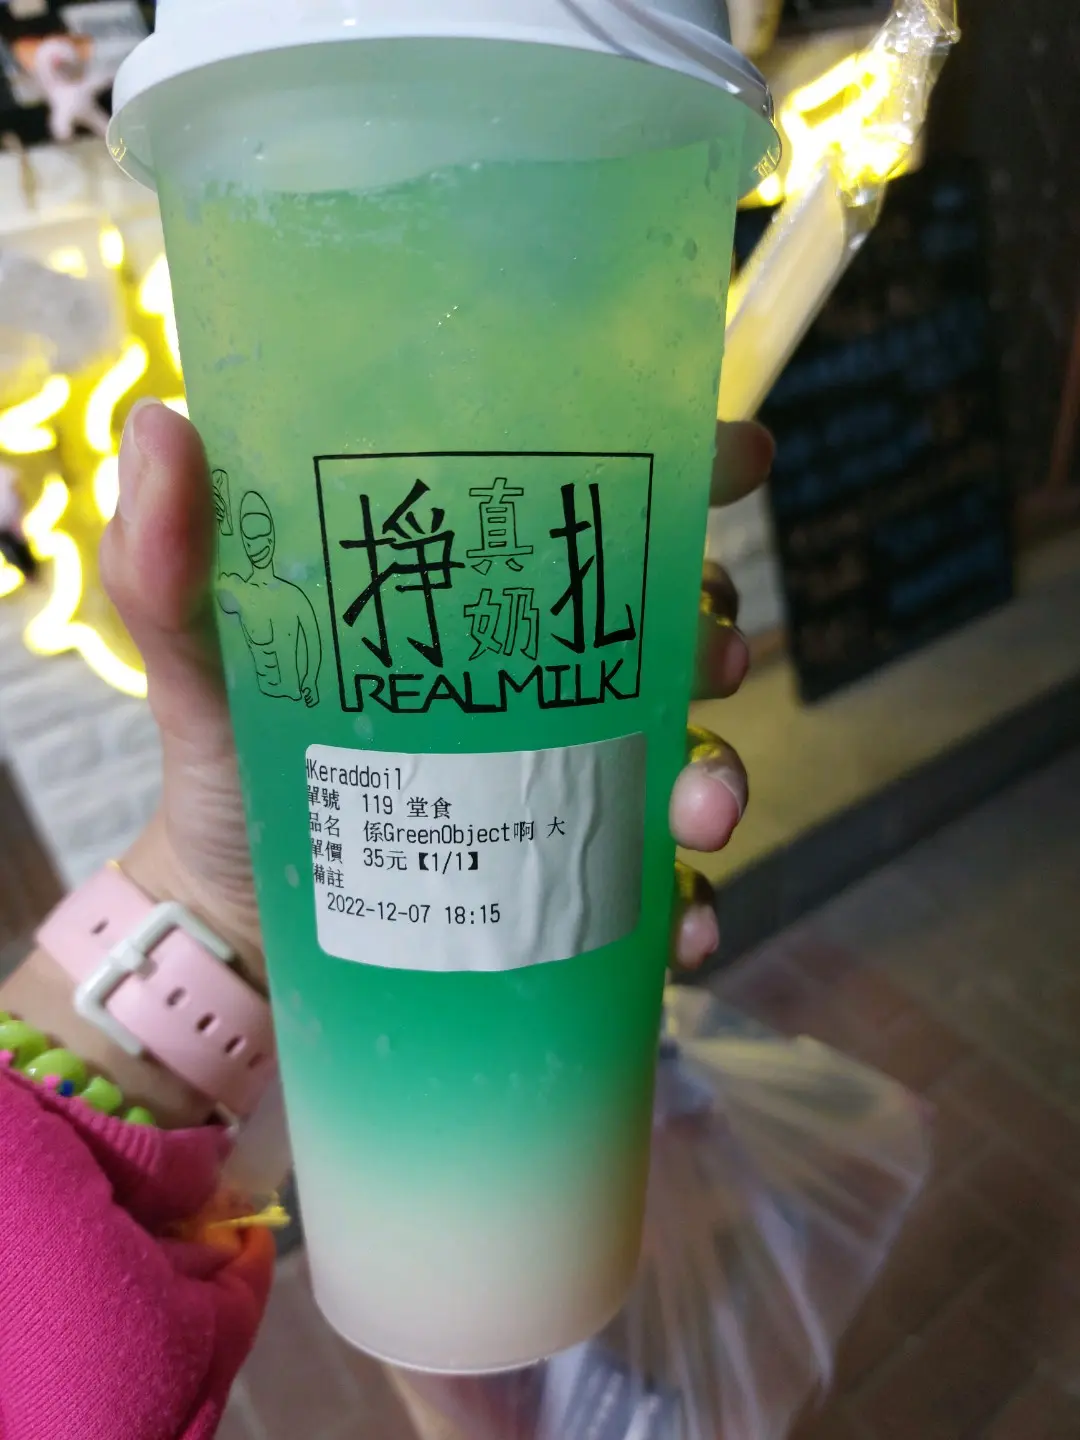 掙真奶扎
REALMILK
HKeraddoil
單號 119 堂食
品名 係GreenObject啊 大
單價 35元【1/1】
備註
2022-12-07 18:15